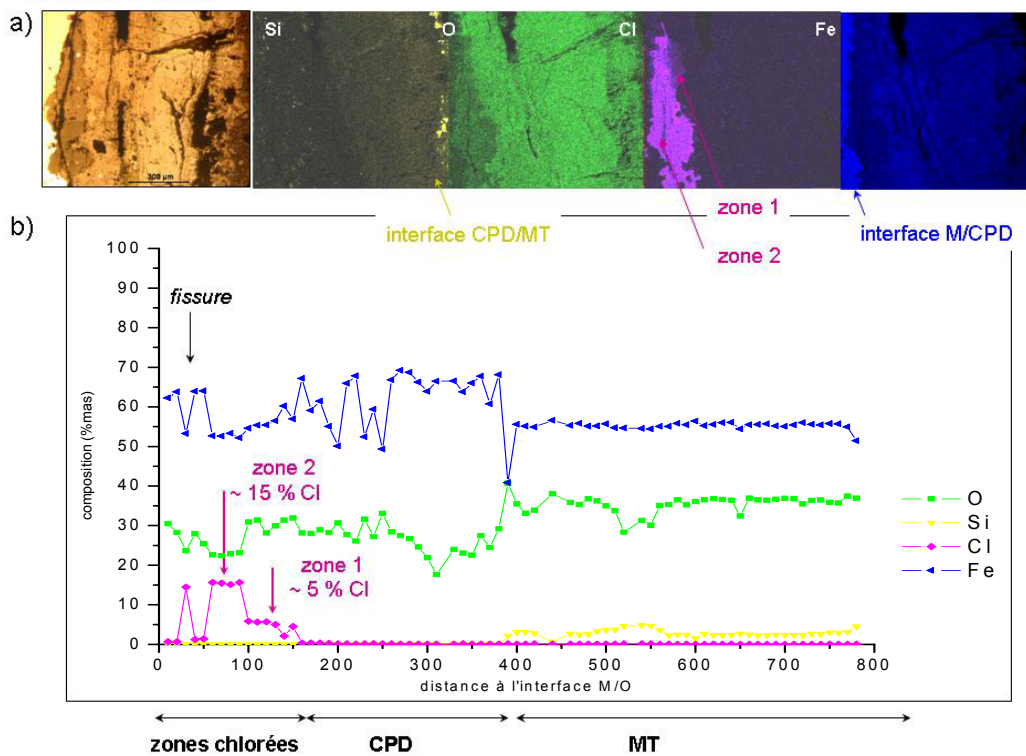 a)
Si
O
Cl
Fe
300 µm
zone 1
zone 2
interface CPD/MT
interface M/CPD
b)
100
90
80
70
60
50
40
30
20
10
0
composition (%mas)
fissure
zone 2
~ 15 % Cl
zone 1
~ 5 % Cl
O
Si
Cl
Fe
0 100 200 300 400 500 600 700 800
distance à l'interface M/O
zones chlorées CPD MT